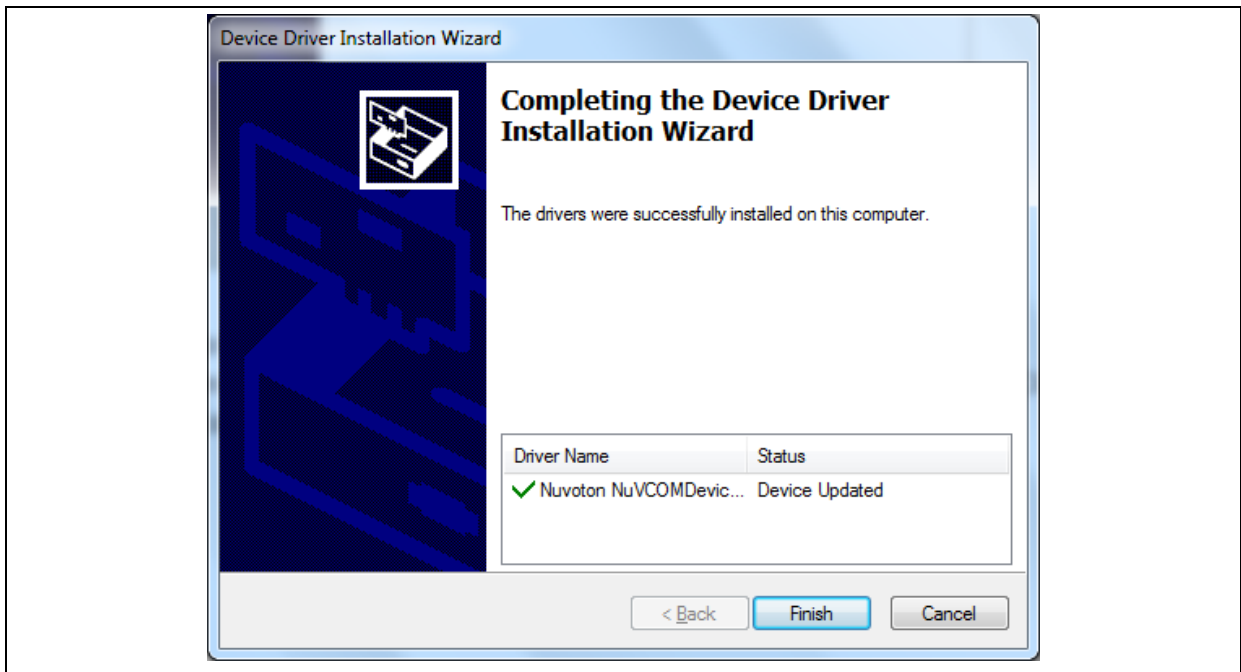 Device Driver Installation Wizard
Completing the Device Driver
Installation Wizard
The drivers were successfully installed on this computer.
Driver Name Status
Nuvoton NuVCOMDevic... Device Updated
< Back Finish Cancel